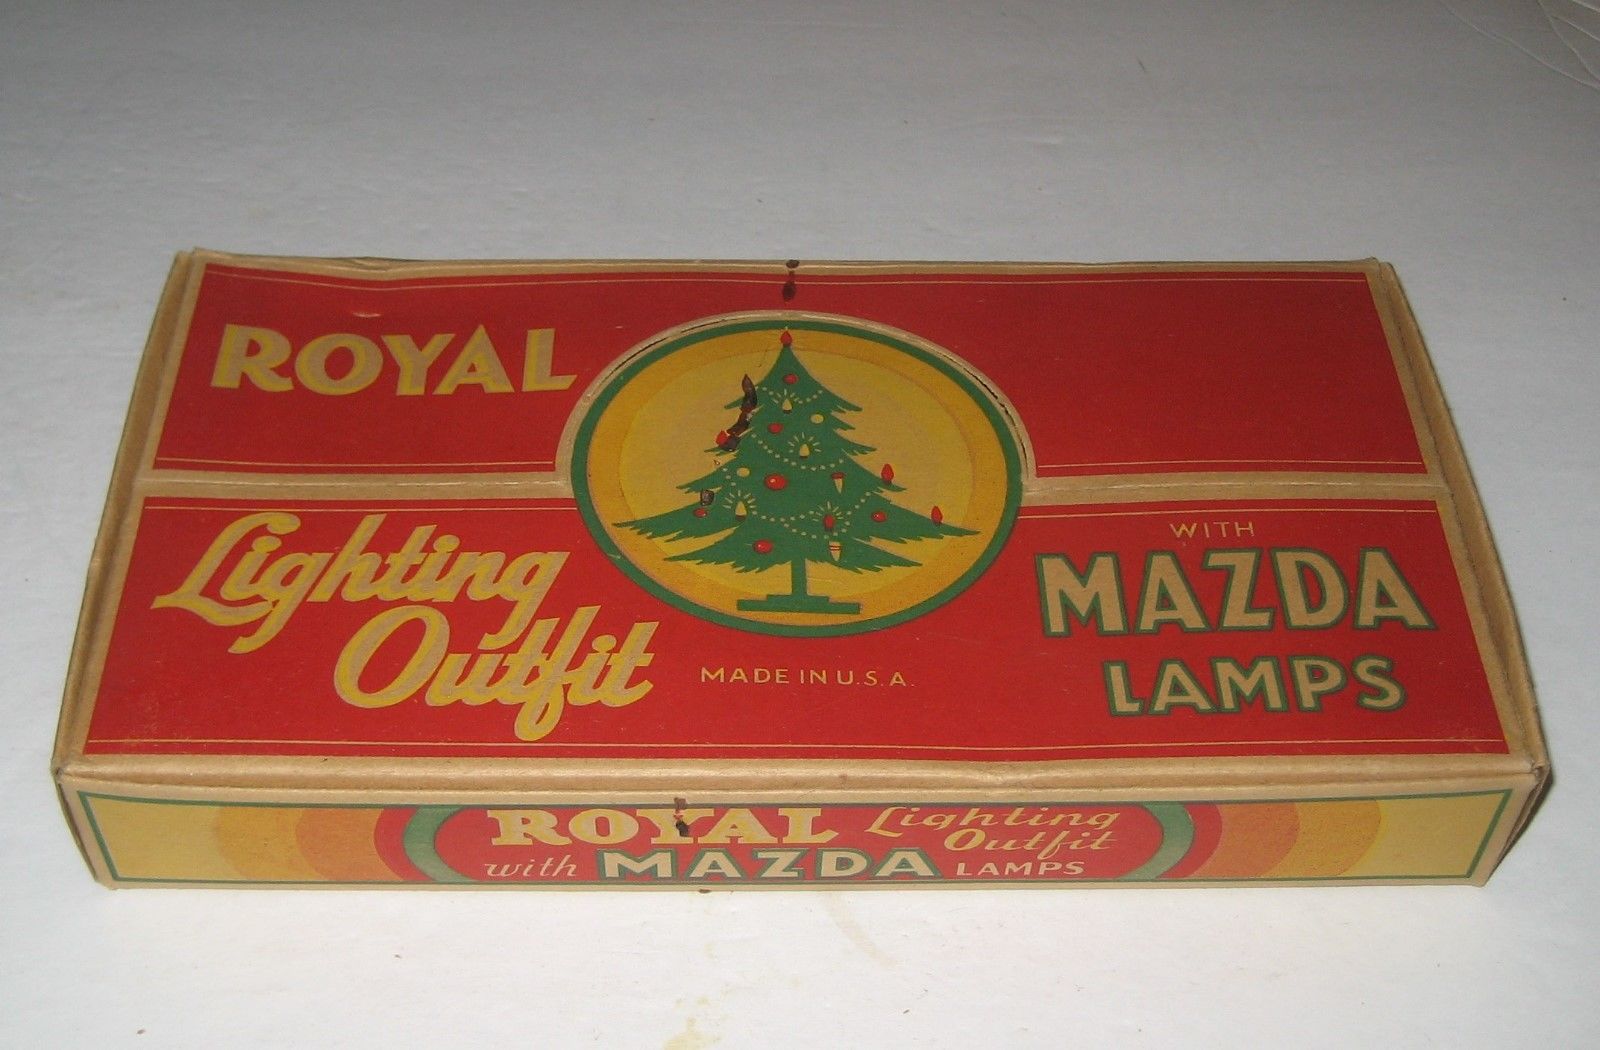 ROYAL
Lighting
Outfit
MADE IN U.S.A.
WITH
MAZDA
LAMPS
ROYAL Lighting
Outfit
with MAZDA LAMPS